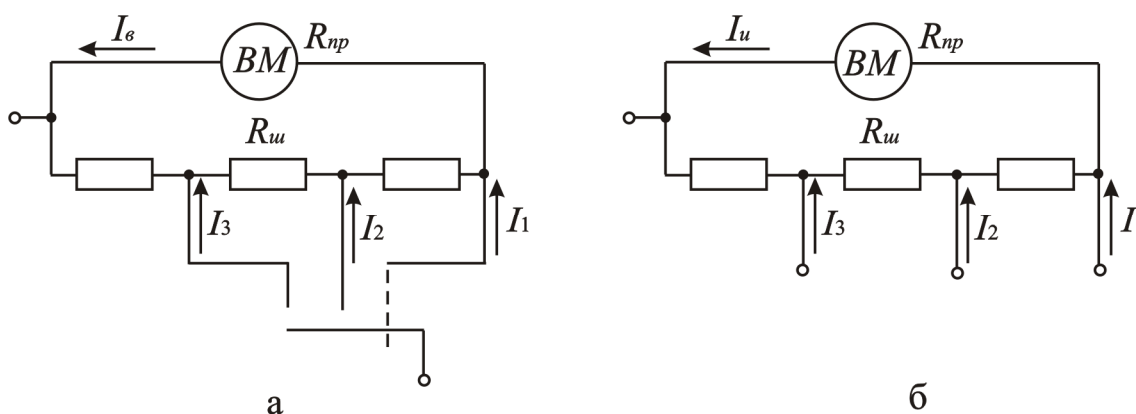 Iв BM Rпр
Rш
I3 I2 I1
а
Iи BM Rпр
Rш
I3 I2 I
б